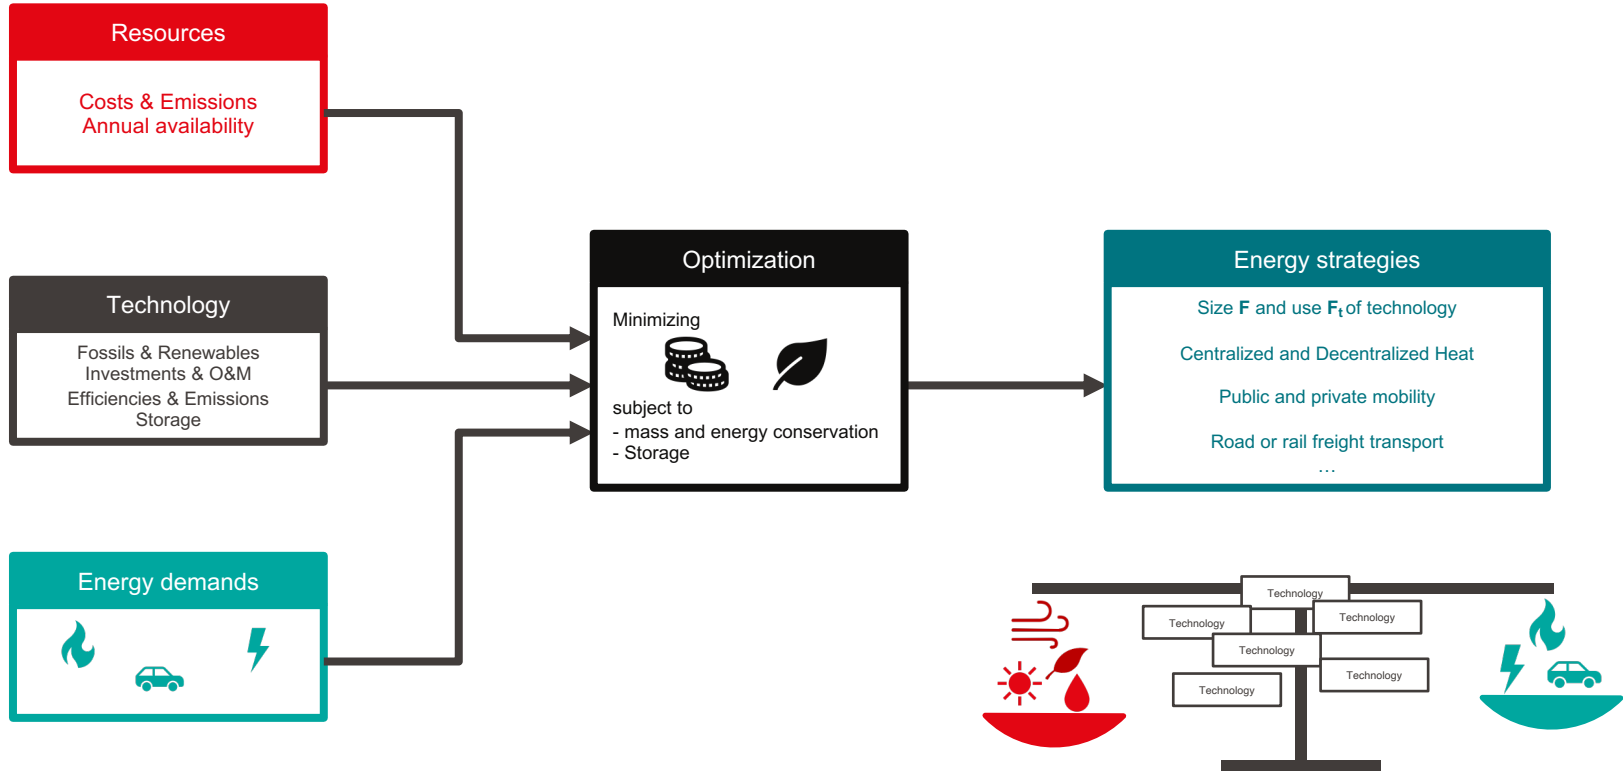 Resources
Costs & Emissions
Annual availability
Technology
Fossils & Renewables
Investments & O&M
Efficiencies & Emissions
Storage
Energy demands
Optimization
Minimizing
subject to
- mass and energy conservation
- Storage
Energy strategies
Size F and use Ft of technology
Centralized and Decentralized Heat
Public and private mobility
Road or rail freight transport
...
Technology
Technology
Technology
Technology
Technology
Technology